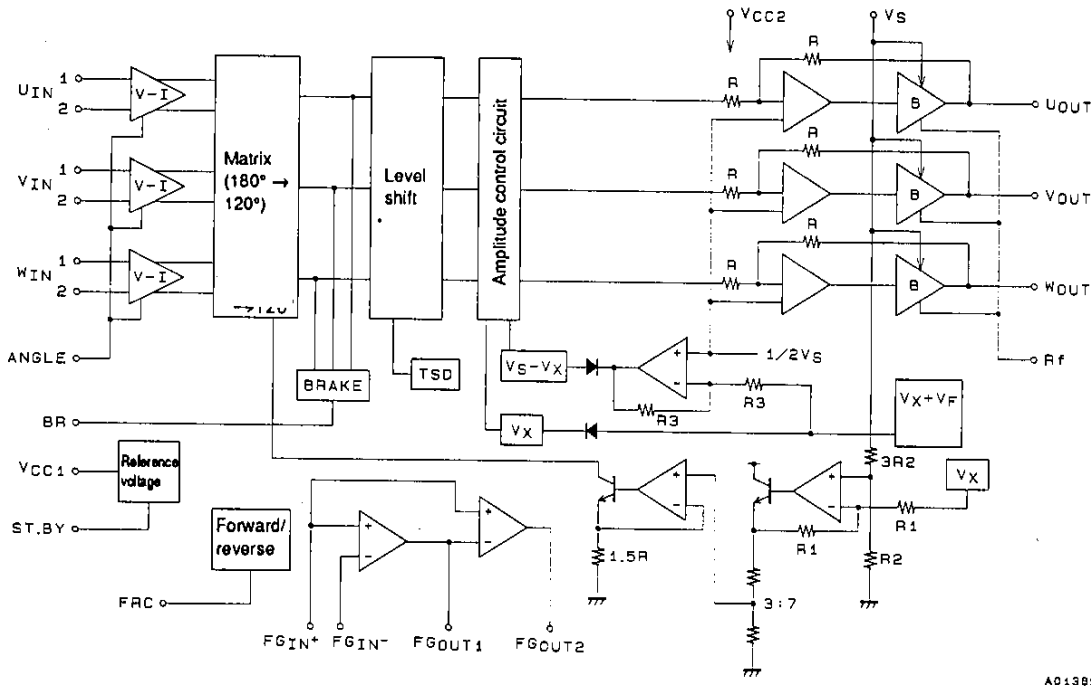 VCC2
VS
R
R
UIN 1
2
V-I
B
UOUT
R
R
VIN 1
2
V-I
Matrix
(180° →
120°)
Level
shift
Amplitude control circuit
B
VOUT
R
R
WIN 1
2
V-I
B
WOUT
ANGLE
BRAKE
TSD
VS-VX
+
-
1/2VS
Rf
R3
R3
VX
VX+VF
BR
VCC1
Reference
voltage
ST.BY
3R2
VX
+
-
+
-
R1
R1
R2
1.5R
3:7
Forward/
reverse
FRC
+
-
+
-
FGIN+
FGIN-
FGOUT1
FGOUT2